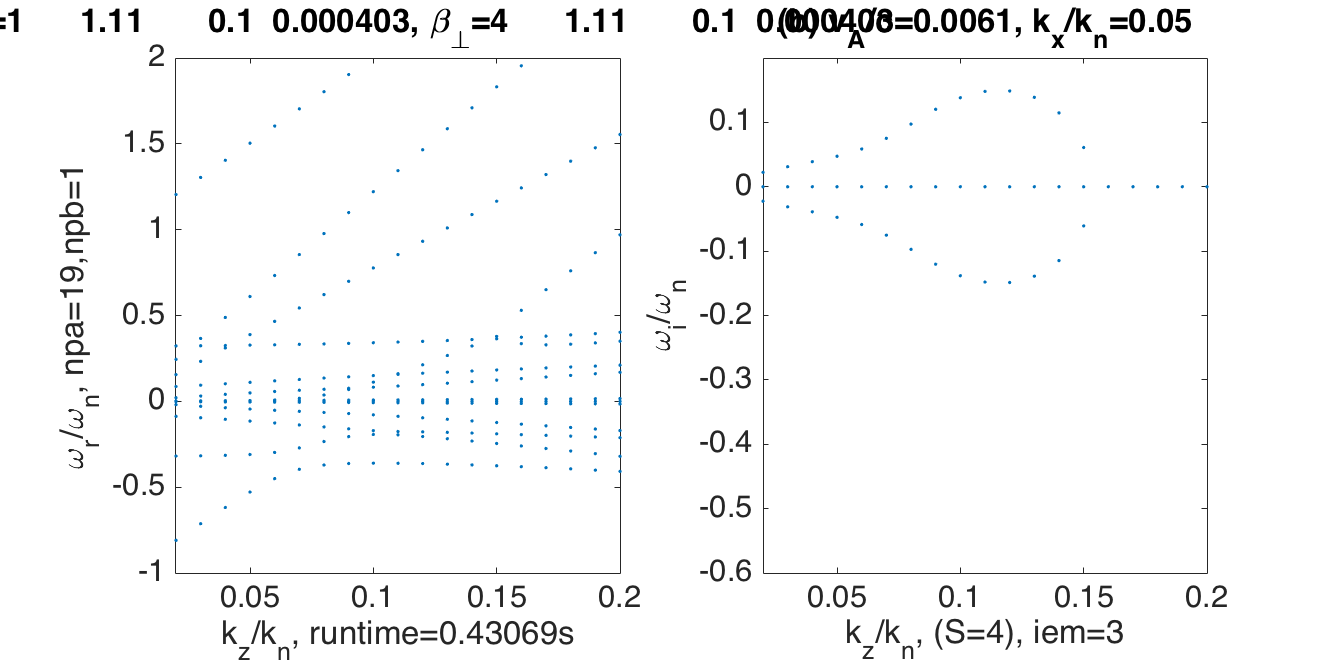 =1 1.11 0.1 0.000403, β⊥=4 1.11 0.1 0.000403
(b) v_A/c=0.0061, k_x/k_n=0.05
2
1.5
1
0.5
0
-0.5
-1
ω_r/ω_n, npa=19,npb=1
0.05 0.1 0.15 0.2
k_z/k_n, runtime=0.43069s
0.1
0
-0.1
-0.2
-0.3
-0.4
-0.5
-0.6
ω_i/ω_n
0.05 0.1 0.15 0.2
k_z/k_n, (S=4), iem=3